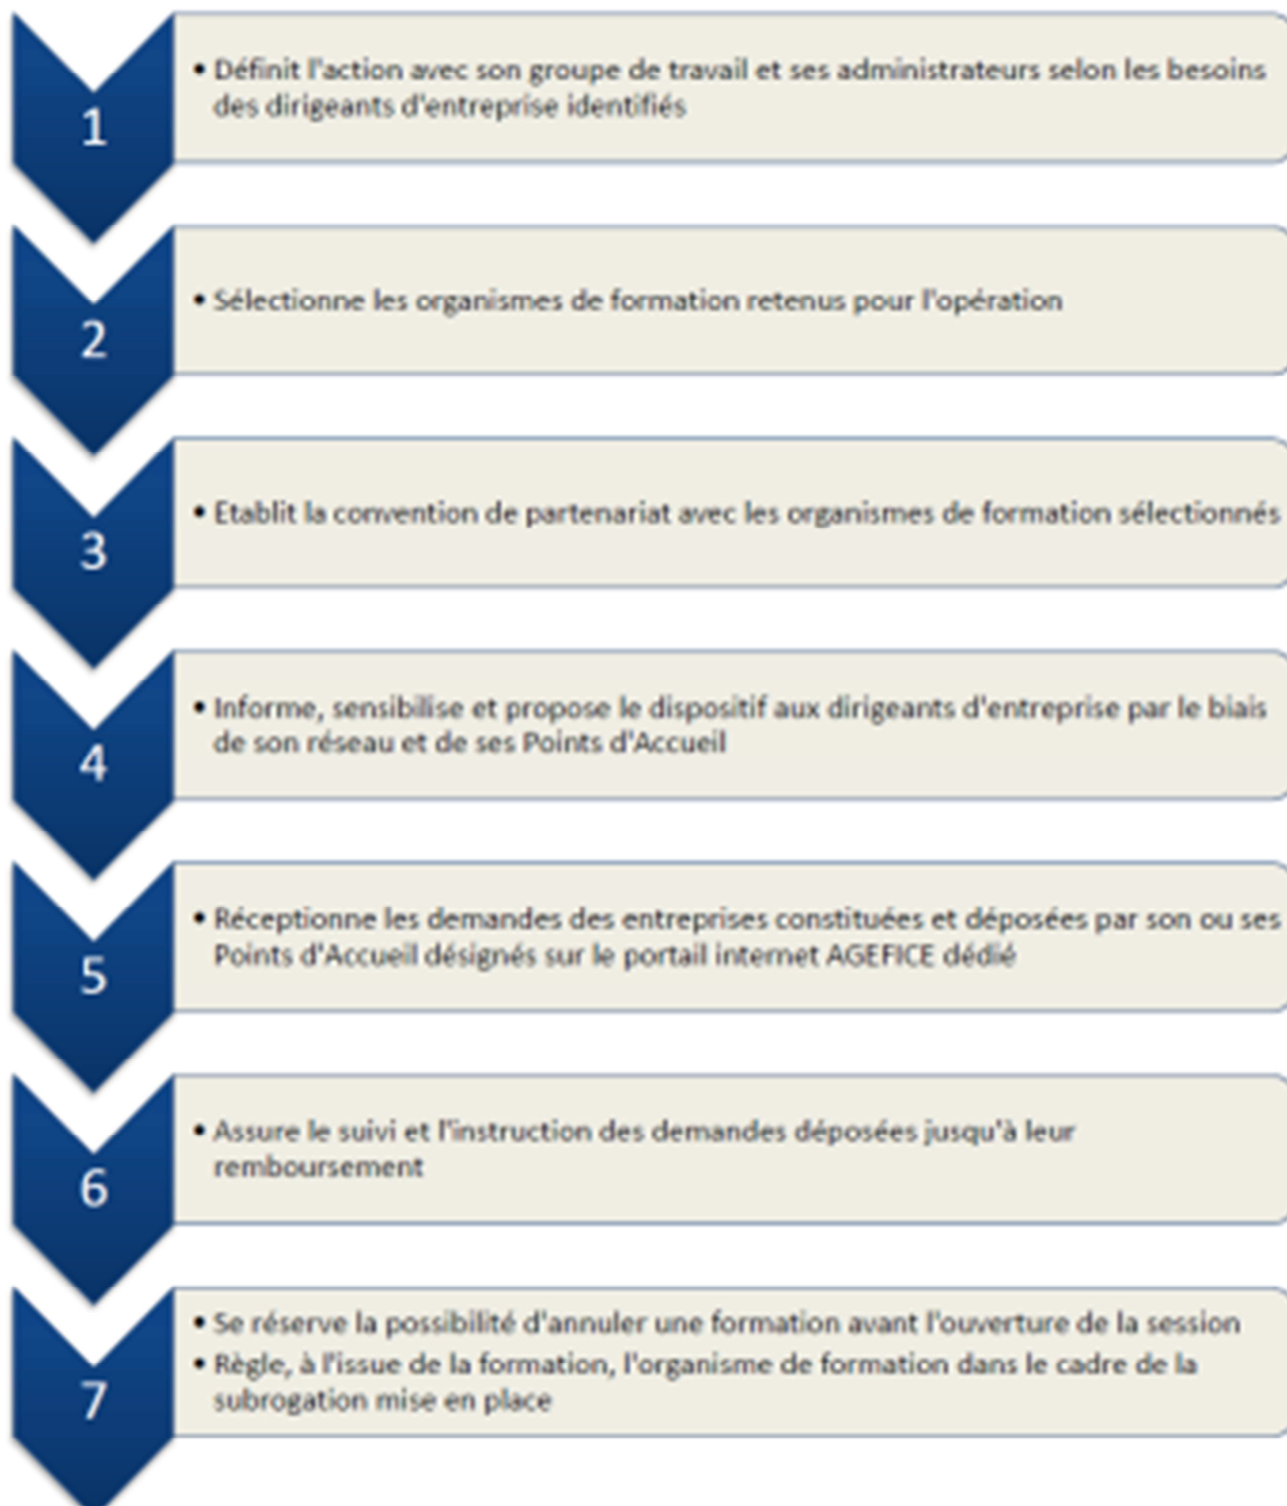 1
• Définit l'action avec son groupe de travail et ses administrateurs selon les besoins
des dirigeants d'entreprise identifiés
2
• Sélectionne les organismes de formation retenus pour l'opération
3
• Etablit la convention de partenariat avec les organismes de formation sélectionnés
4
• Informe, sensibilise et propose le dispositif aux dirigeants d'entreprise par le biais
de son réseau et de ses Points d'Accueil
5
• Réceptionne les demandes des entreprises constituées et déposées par son ou ses
Points d'Accueil désignés sur le portail internet AGEFICE dédié
6
• Assure le suivi et l'instruction des demandes déposées jusqu'à leur
remboursement
7
• Se réserve la possibilité d'annuler une formation avant l'ouverture de la session
• Règle, à l'issue de la formation, l'organisme de formation dans le cadre de la
subrogation mise en place